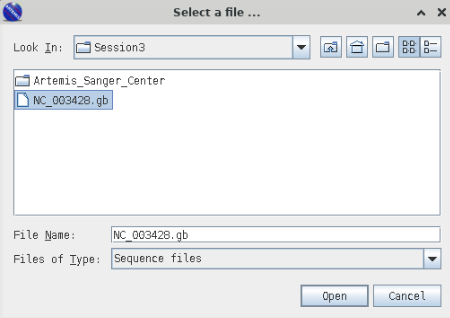 Select a file ...
Look In: Session3
Artemis_Sanger_Center
NC_003428.gb
File Name: NC_003428.gb
Files of Type: Sequence files
Open Cancel